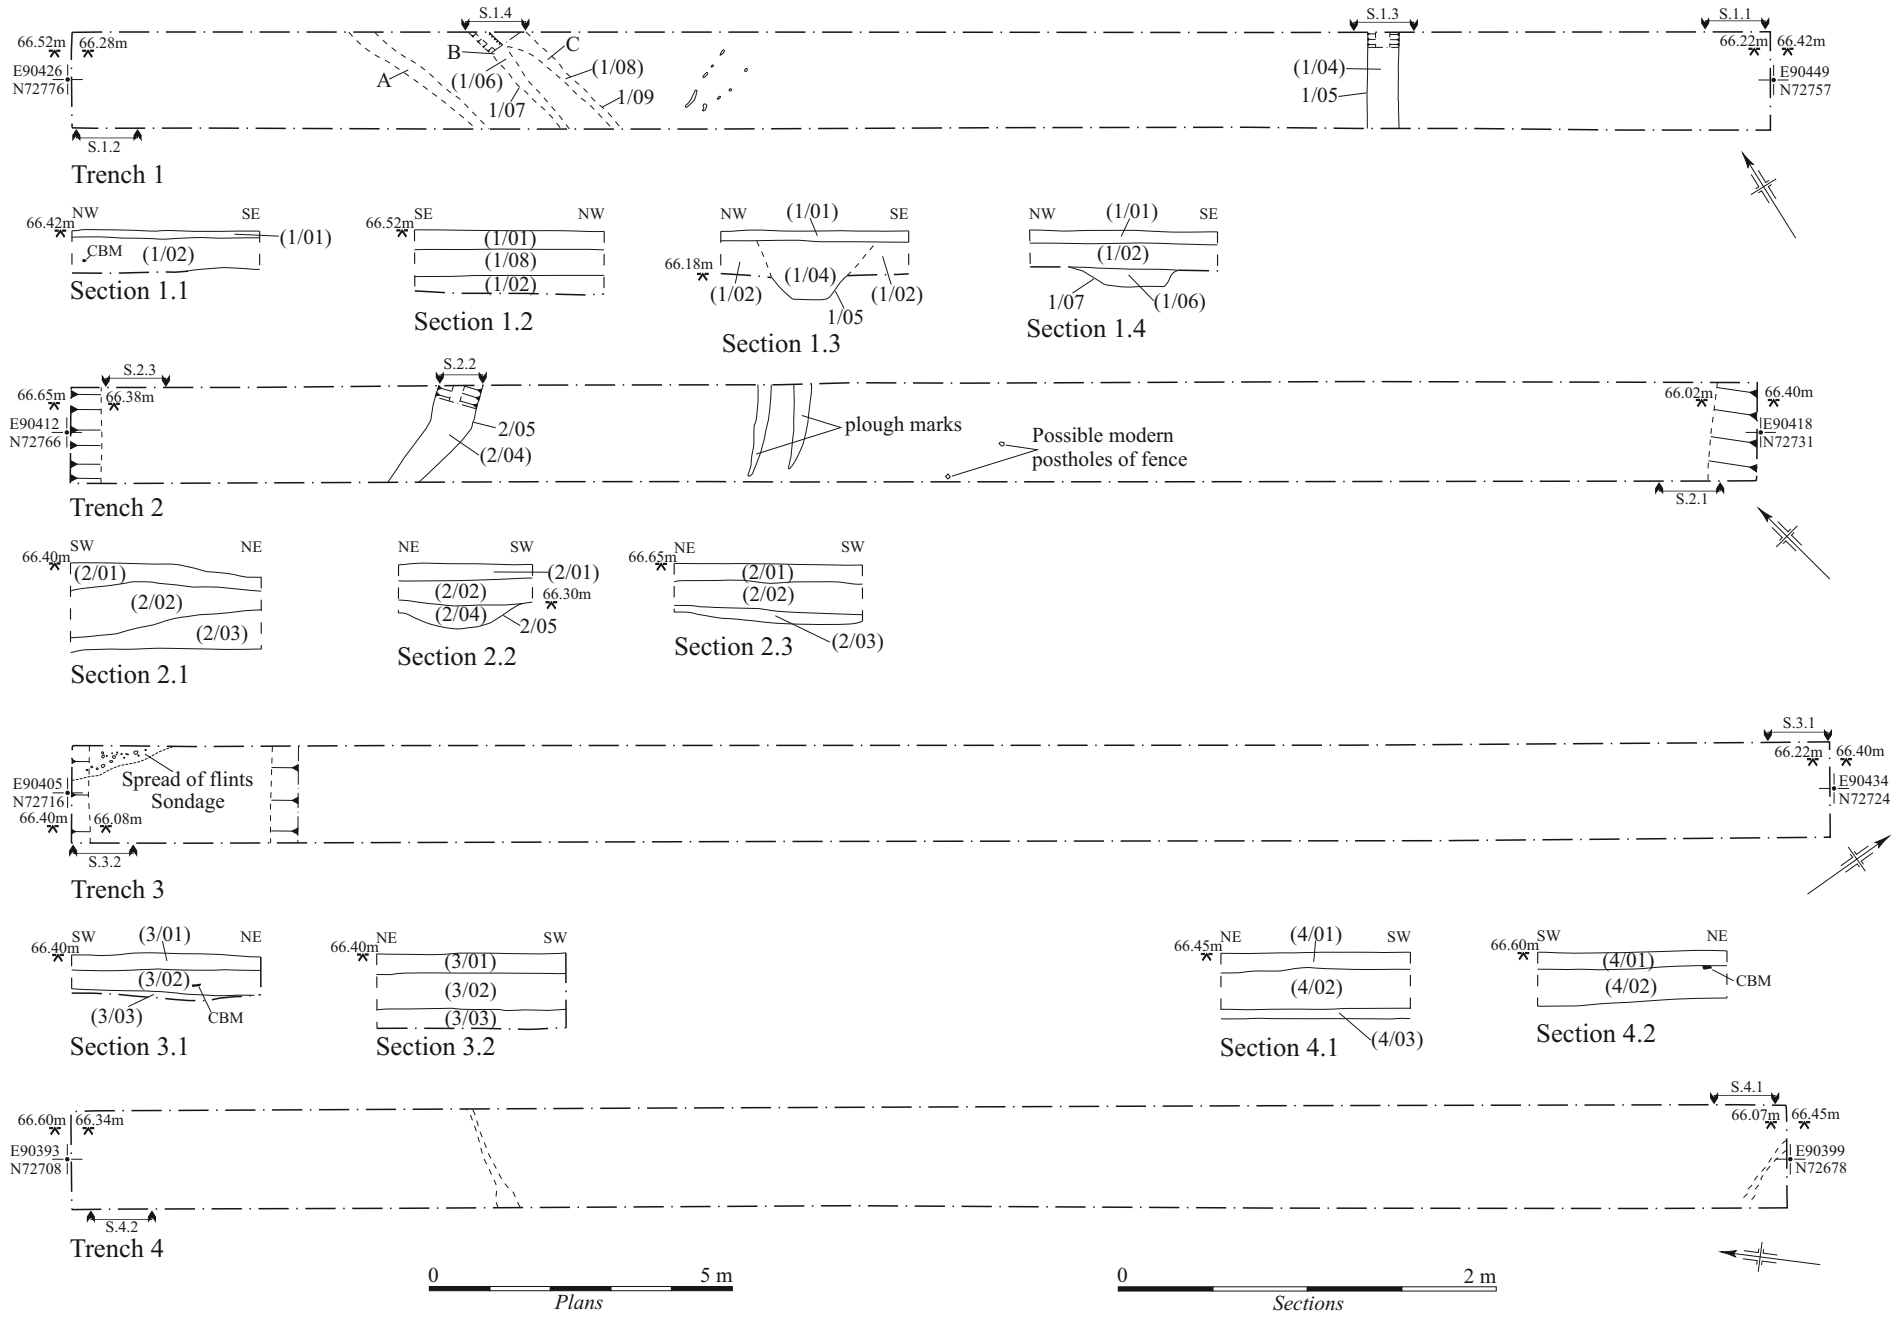 S.1.4
S.1.3
S.1.1
66.52m
66.28m
A
B
C
(1/06)
(1/08)
1/07
1/09
(1/04)
1/05
66.22m
66.42m
E90426
N72776
E90449
N72757
S.1.2
Trench 1
66.42m
NW
SE
(1/01)
CBM
(1/02)
Section 1.1
66.52m
SE
NW
(1/01)
(1/08)
(1/02)
Section 1.2
NW
(1/01)
SE
66.18m
(1/02)
(1/04)
(1/02)
1/05
Section 1.3
NW
(1/01)
SE
(1/02)
1/07
(1/06)
Section 1.4
S.2.3
S.2.2
66.65m
66.38m
E90412
N72766
2/05
(2/04)
plough marks
Possible modern
postholes of fence
66.02m
66.40m
E90418
N72731
S.2.1
Trench 2
66.40m
SW
NE
(2/01)
(2/02)
(2/03)
Section 2.1
NE
SW
(2/01)
(2/02)
66.30m
(2/04)
2/05
Section 2.2
66.65m
NE
SW
(2/01)
(2/02)
(2/03)
Section 2.3
S.3.1
66.22m
66.40m
Spread of flints
Sondage
E90405
N72716
66.40m
66.08m
E90434
N72724
S.3.2
Trench 3
66.40m
SW
(3/01)
NE
(3/02)
(3/03)
CBM
Section 3.1
66.40m
NE
SW
(3/01)
(3/02)
(3/03)
Section 3.2
66.45m
NE
(4/01)
SW
(4/02)
(4/03)
Section 4.1
66.60m
SW
NE
(4/01)
(4/02)
CBM
Section 4.2
S.4.1
66.60m
66.34m
66.07m
66.45m
E90393
N72708
E90399
N72678
S.4.2
Trench 4
0
5 m
Plans
0
2 m
Sections